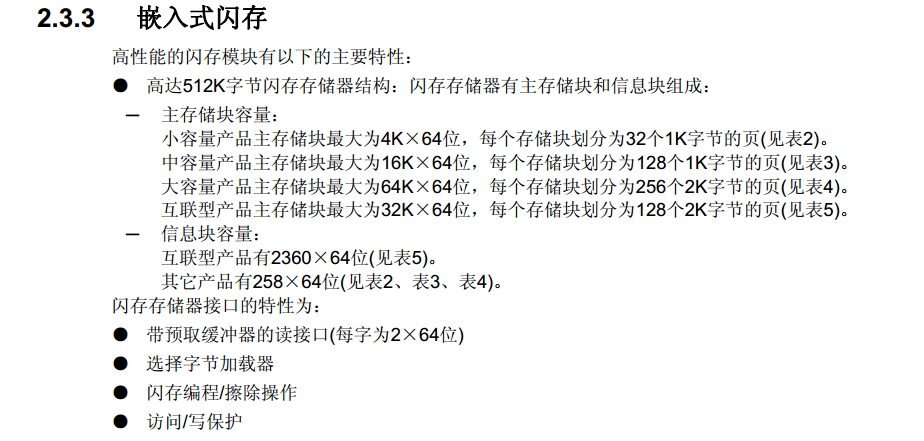 2.3.3 嵌入式闪存
高性能的闪存模块有以下的主要特性：
● 高达512K字节闪存存储器结构：闪存存储器有主存储块和信息块组成：
─ 主存储块容量：
小容量产品主存储块最大为4K×64位，每个存储块划分为32个1K字节的页(见表2)。
中容量产品主存储块最大为16K×64位，每个存储块划分为128个1K字节的页(见表3)。
大容量产品主存储块最大为64K×64位，每个存储块划分为256个2K字节的页(见表4)。
互联型产品主存储块最大为32K×64位，每个存储块划分为128个2K字节的页(见表5)。
─ 信息块容量：
互联型产品有2360×64位(见表5)。
其它产品有258×64位(见表2、表3、表4)。
闪存存储器接口的特性为：
● 带预取缓冲器的读接口(每字为2×64位)
● 选择字节加载器
● 闪存编程/擦除操作
● 访问/写保护